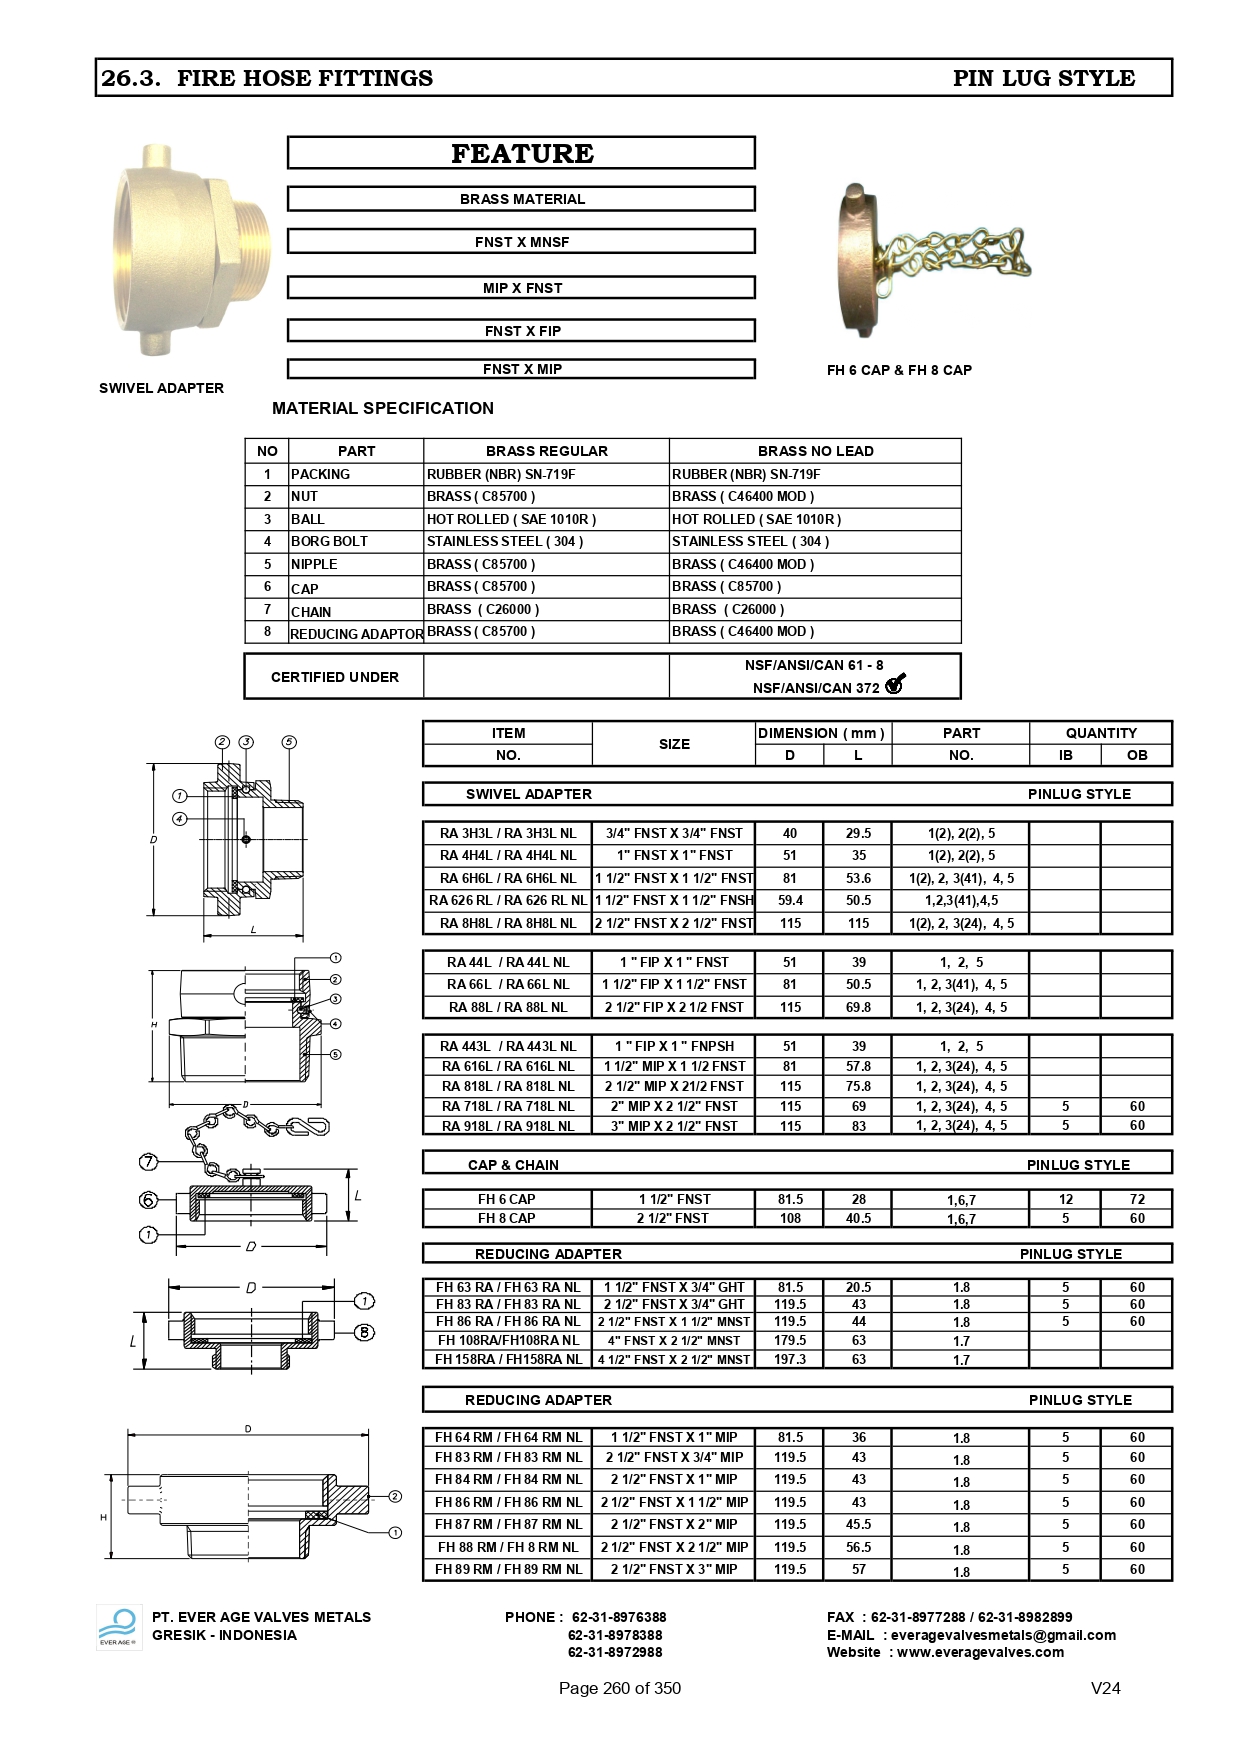 26.3. FIRE HOSE FITTINGS PIN LUG STYLE
FEATURE
BRASS MATERIAL
FNST X MNSF
MIP X FNST
FNST X FIP
FNST X MIP
SWIVEL ADAPTER
FH 6 CAP & FH 8 CAP
MATERIAL SPECIFICATION
NO PART BRASS REGULAR BRASS NO LEAD
1 PACKING RUBBER (NBR) SN-719F RUBBER (NBR) SN-719F
2 NUT BRASS ( C85700 ) BRASS ( C46400 MOD )
3 BALL HOT ROLLED ( SAE 1010R ) HOT ROLLED ( SAE 1010R )
4 BORG BOLT STAINLESS STEEL ( 304 ) STAINLESS STEEL ( 304 )
5 NIPPLE BRASS ( C85700 ) BRASS ( C46400 MOD )
6 CAP BRASS ( C85700 ) BRASS ( C85700 )
7 CHAIN BRASS ( C26000 ) BRASS ( C26000 )
8 REDUCING ADAPTOR BRASS ( C85700 ) BRASS ( C46400 MOD )
CERTIFIED UNDER
NSF/ANSI/CAN 61 - 8
NSF/ANSI/CAN 372
2 3 5
1
4
D
L
1
2
3
4
5
H
D
7
6
1
L
D
D
1
8
L
D
2
1
H
ITEM SIZE DIMENSION ( mm ) PART QUANTITY
NO. D L NO. IB OB
SWIVEL ADAPTER PINLUG STYLE
RA 3H3L / RA 3H3L NL 3/4" FNST X 3/4" FNST 40 29.5 1(2), 2(2), 5
RA 4H4L / RA 4H4L NL 1" FNST X 1" FNST 51 35 1(2), 2(2), 5
RA 6H6L / RA 6H6L NL 1 1/2" FNST X 1 1/2" FNST 81 53.6 1(2), 2, 3(41), 4, 5
RA 626 RL / RA 626 RL NL 1 1/2" FNST X 1 1/2" FNSH 59.4 50.5 1,2,3(41),4,5
RA 8H8L / RA 8H8L NL 2 1/2" FNST X 2 1/2" FNST 115 115 1(2), 2, 3(24), 4, 5
RA 44L / RA 44L NL 1 " FIP X 1 " FNST 51 39 1, 2, 5
RA 66L / RA 66L NL 1 1/2" FIP X 1 1/2" FNST 81 50.5 1, 2, 3(41), 4, 5
RA 88L / RA 88L NL 2 1/2" FIP X 2 1/2 FNST 115 69.8 1, 2, 3(24), 4, 5
RA 443L / RA 443L NL 1 " FIP X 1 " FNPSH 51 39 1, 2, 5
RA 616L / RA 616L NL 1 1/2" MIP X 1 1/2 FNST 81 57.8 1, 2, 3(24), 4, 5
RA 818L / RA 818L NL 2 1/2" MIP X 21/2 FNST 115 75.8 1, 2, 3(24), 4, 5
RA 718L / RA 718L NL 2" MIP X 2 1/2" FNST 115 69 1, 2, 3(24), 4, 5 5 60
RA 918L / RA 918L NL 3" MIP X 2 1/2" FNST 115 83 1, 2, 3(24), 4, 5 5 60
CAP & CHAIN PINLUG STYLE
FH 6 CAP 1 1/2" FNST 81.5 28 1,6,7 12 72
FH 8 CAP 2 1/2" FNST 108 40.5 1,6,7 5 60
REDUCING ADAPTER PINLUG STYLE
FH 63 RA / FH 63 RA NL 1 1/2" FNST X 3/4" GHT 81.5 20.5 1.8 5 60
FH 83 RA / FH 83 RA NL 2 1/2" FNST X 3/4" GHT 119.5 43 1.8 5 60
FH 86 RA / FH 86 RA NL 2 1/2" FNST X 1 1/2" MNST 119.5 44 1.8 5 60
FH 108RA/FH108RA NL 4" FNST X 2 1/2" MNST 179.5 63 1.7
FH 158RA / FH158RA NL 4 1/2" FNST X 2 1/2" MNST 197.3 63 1.7
REDUCING ADAPTER PINLUG STYLE
FH 64 RM / FH 64 RM NL 1 1/2" FNST X 1" MIP 81.5 36 1.8 5 60
FH 83 RM / FH 83 RM NL 2 1/2" FNST X 3/4" MIP 119.5 43 1.8 5 60
FH 84 RM / FH 84 RM NL 2 1/2" FNST X 1" MIP 119.5 43 1.8 5 60
FH 86 RM / FH 86 RM NL 2 1/2" FNST X 1 1/2" MIP 119.5 43 1.8 5 60
FH 87 RM / FH 87 RM NL 2 1/2" FNST X 2" MIP 119.5 45.5 1.8 5 60
FH 88 RM / FH 8 RM NL 2 1/2" FNST X 2 1/2" MIP 119.5 56.5 1.8 5 60
FH 89 RM / FH 89 RM NL 2 1/2" FNST X 3" MIP 119.5 57 1.8 5 60
EVER AGE ®
PT. EVER AGE VALVES METALS PHONE : 62-31-8976388 FAX : 62-31-8977288 / 62-31-8982899
GRESIK - INDONESIA 62-31-8978388 E-MAIL : everagevalvesmetals@gmail.com
62-31-8972988 Website : www.everagevalves.com
Page 260 of 350 V24